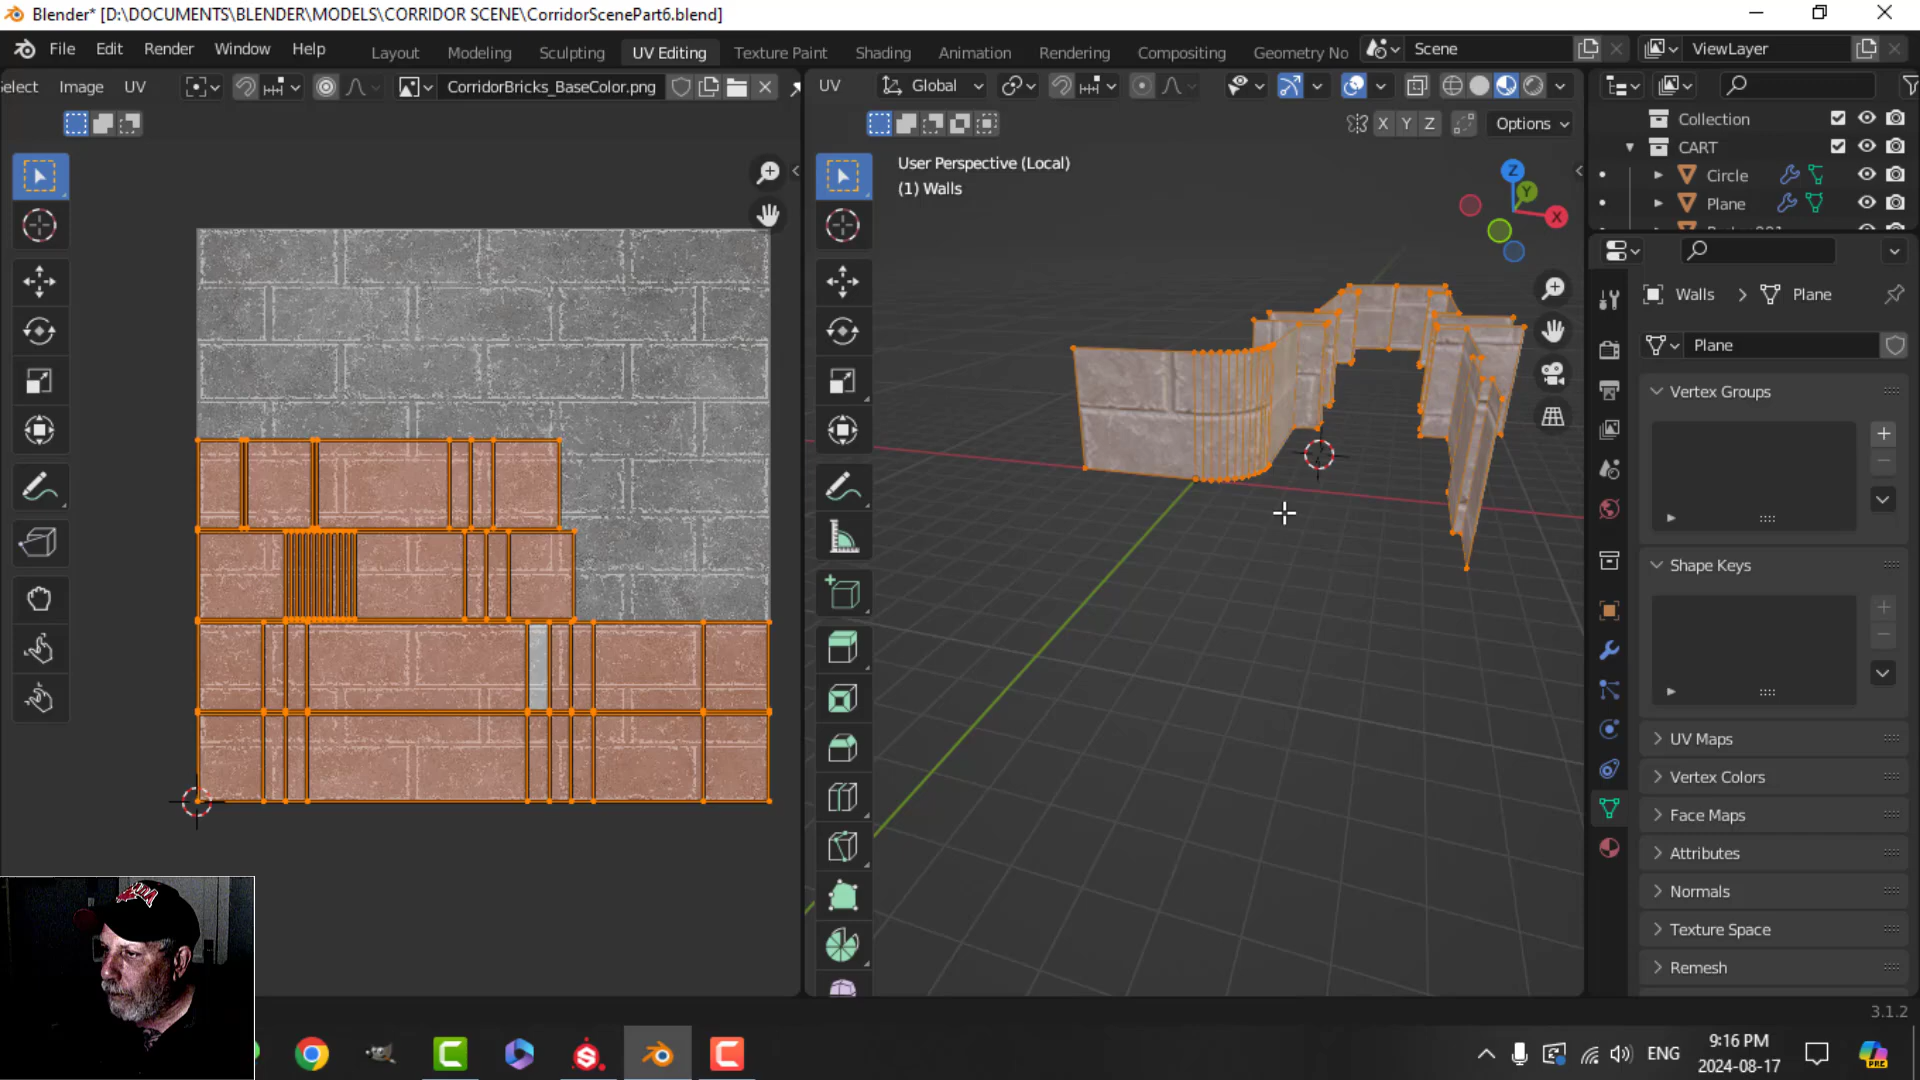 Blender* [D:\DOCUMENTS\BLENDER\MODELS\CORRIDOR SCENE\CorridorScenePart6.blend]
File Edit Render Window Help Layout Modeling Sculpting UV Editing Texture Paint Shading Animation Rendering Compositing Geometry No Scene ViewLayer
elect Image UV CorridorBricks_BaseColor.png UV Global
X Y Z Options
Collection
CART
Circle
Plane
User Perspective (Local)
(1) Walls
Z
Y
X
Walls > Plane
Plane
Vertex Groups
Shape Keys
UV Maps
Vertex Colors
Face Maps
Attributes
Normals
Texture Space
Remesh
3.1.2
ENG
9:16 PM
2024-08-17